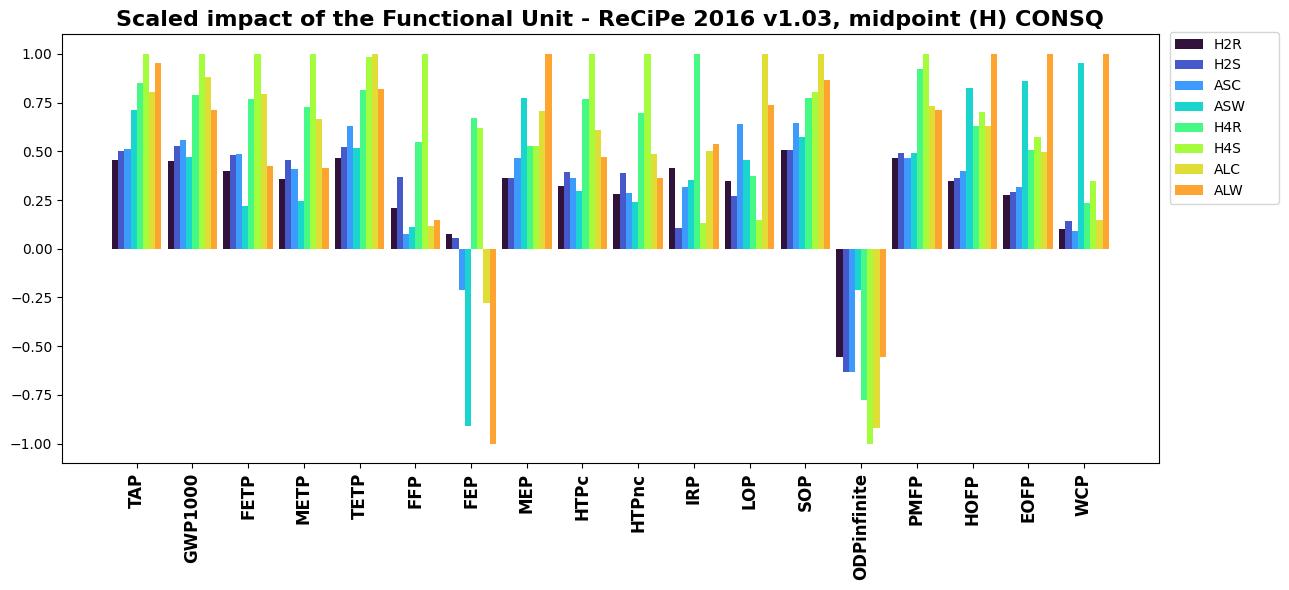 Scaled impact of the Functional Unit - ReCiPe 2016 v1.03, midpoint (H) CONSQ
1.00
0.75
0.50
0.25
0.00
−0.25
−0.50
−0.75
−1.00
TAP
GWP1000
FETP
METP
TETP
FFP
FEP
MEP
HTPc
HTPnc
IRP
LOP
SOP
ODPinfinite
PMFP
HOFP
EOFP
WCP
H2R
H2S
ASC
ASW
H4R
H4S
ALC
ALW